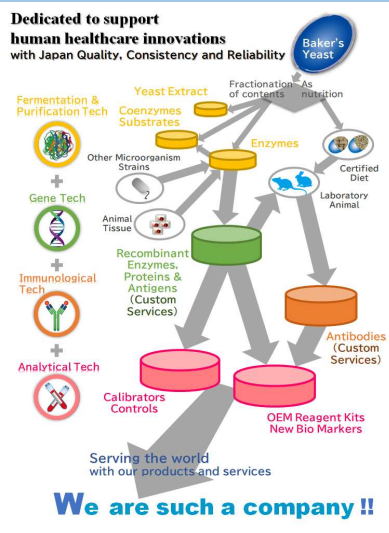 Dedicated to support
human healthcare innovations
with Japan Quality, Consistency and Reliability
Baker's
Yeast
Fractionation
of contents
As
nutrition
Yeast Extract
Coenzymes
Substrates
Enzymes
Fermentation &
Purification Tech
Other Microorganism
Strains
Certified
Diet
Laboratory
Animal
Gene Tech
Animal
Tissue
Recombinant
Enzymes,
Proteins &
Antigens
(Custom
Services)
Immunological
Tech
Antibodies
(Custom
Services)
Analytical Tech
Calibrators
Controls
OEM Reagent Kits
New Bio Markers
Serving the world
with our products and services
We are such a company !!